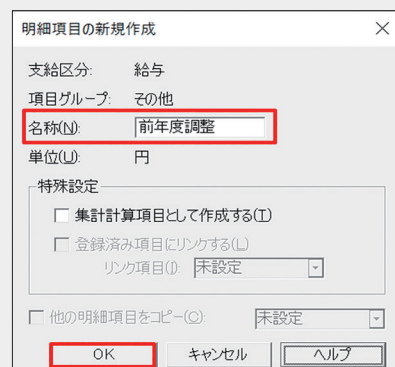 明細項目の新規作成
支給区分: 給与
項目グループ: その他
名称(N): 前年度調整
単位(U): 円
特殊設定
集計計算項目として作成する(T)
登録済み項目にリンクする(L)
リンク項目(I): 未設定
他の明細項目をコピー(C): 未設定
OK キャンセル ヘルプ